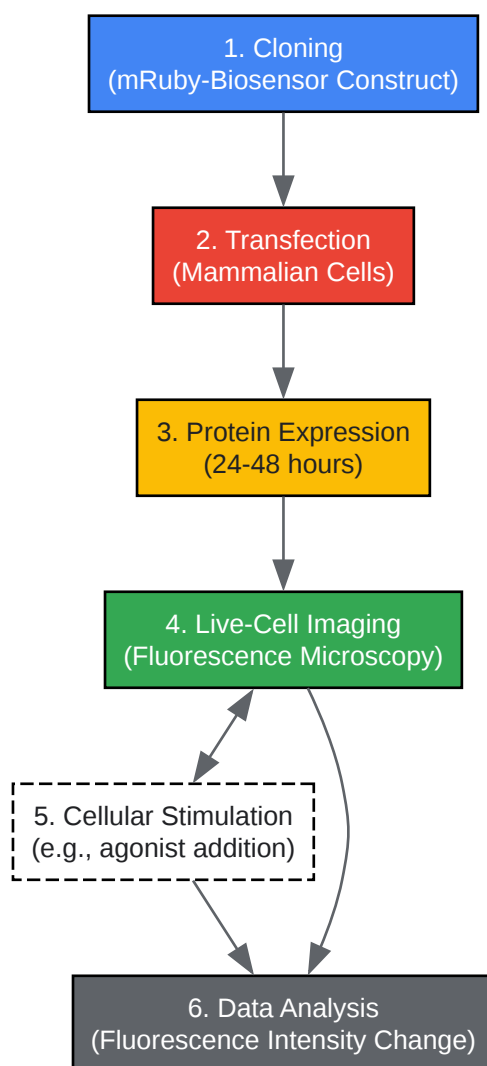 1. Cloning
(mRuby-Biosensor Construct)
2. Transfection
(Mammalian Cells)
3. Protein Expression
(24-48 hours)
4. Live-Cell Imaging
(Fluorescence Microscopy)
5. Cellular Stimulation
(e.g., agonist addition)
6. Data Analysis
(Fluorescence Intensity Change)